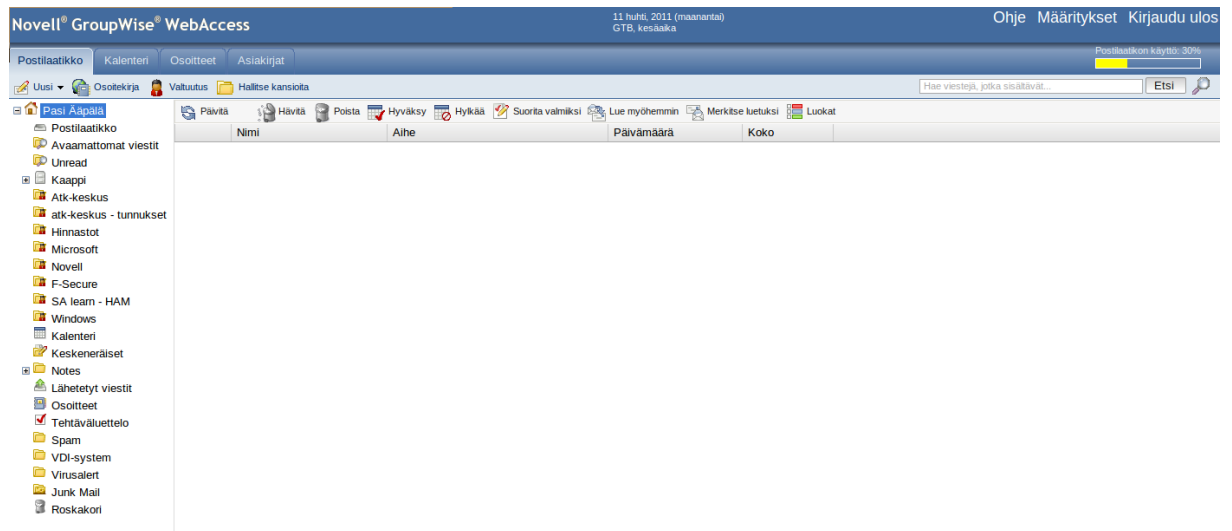 Novell® GroupWise® WebAccess
11 huhti, 2011 (maanantai)
GTB, kesäaika
Ohje Määritykset Kirjaudu ulos
Postilaatikko Kalenteri Osoitteet Asiakirjat
Postilaatikon käyttö: 30%
Uusi Osoitekirja Valtuutus Hallitse kansioita
Hae viestejä, jotka sisältävät... Etsi
Pasi Ääpälä
Päivitä Hävitä Poista Hyväksy Hylkää Suorita valmiksi Lue myöhemmin Merkitse luetuksi Luokat
Nimi Aihe Päivämäärä Koko
Postilaatikko
Avaamattomat viestit
Unread
Kaappi
Atk-keskus
atk-keskus - tunnukset
Hinnastot
Microsoft
Novell
F-Secure
SA learn - HAM
Windows
Kalenteri
Keskeneräiset
Notes
Lähetetyt viestit
Osoitteet
Tehtäväluettelo
Spam
VDI-system
Virusalert
Junk Mail
Roskakori